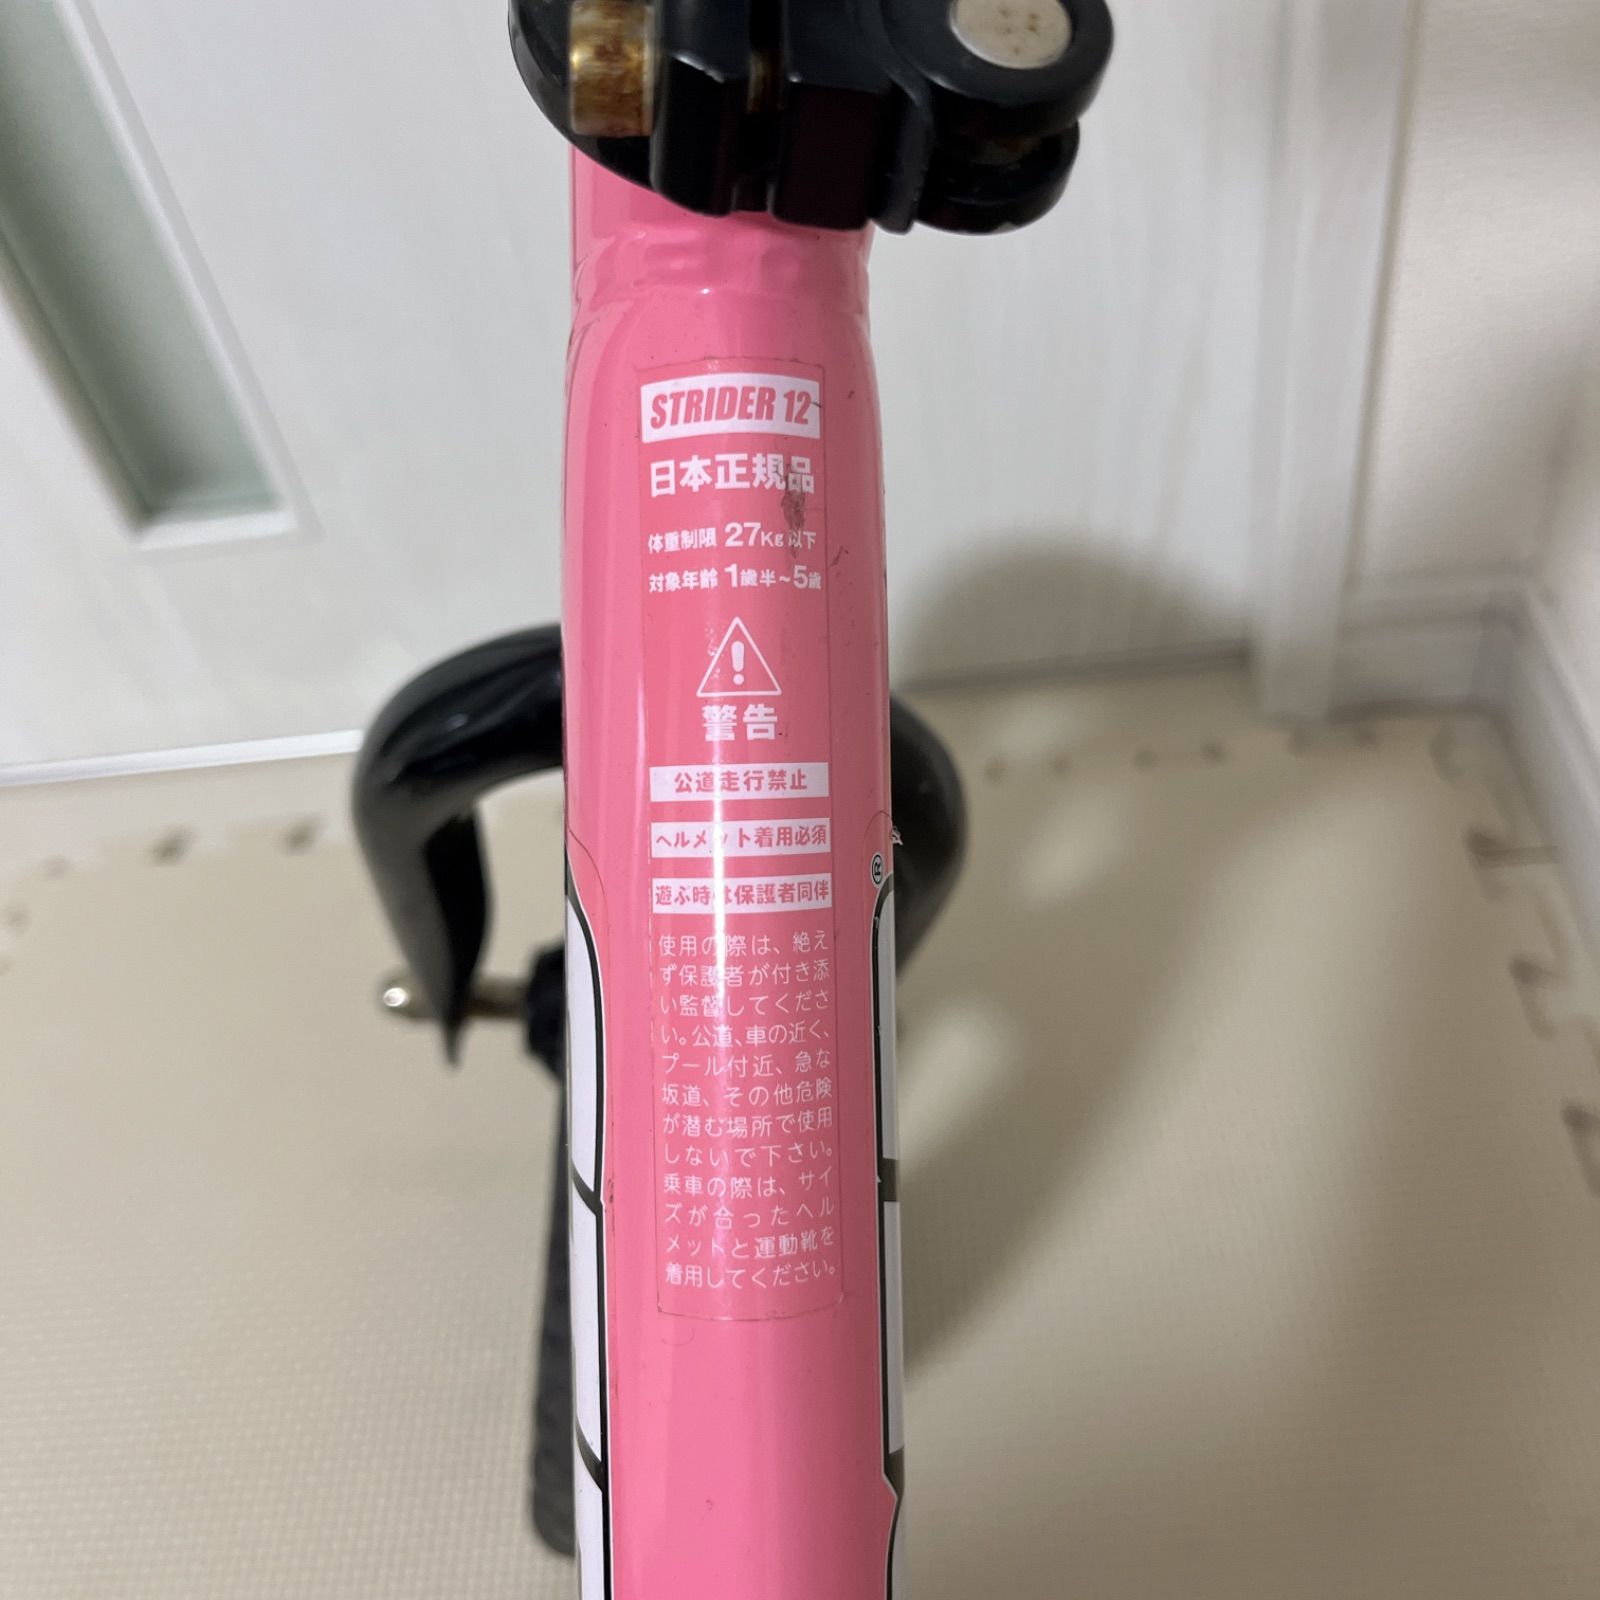 STRIDER 12
日本正規品
体重制限 27Kg 以下
対象年齢 1歳半~5歳
警告
公道走行禁止
ヘルメット着用必須
遊ぶ時は保護者同伴
®
使用の際は、絶え
ず保護者が付き添
い監督してくださ
い。公道、車の近く、
プール付近、急な
坂道、その他危険
が潜む場所で使用
しないで下さい。
乗車の際は、サイ
ズが合ったヘル
メットと運動靴を
着用してください。